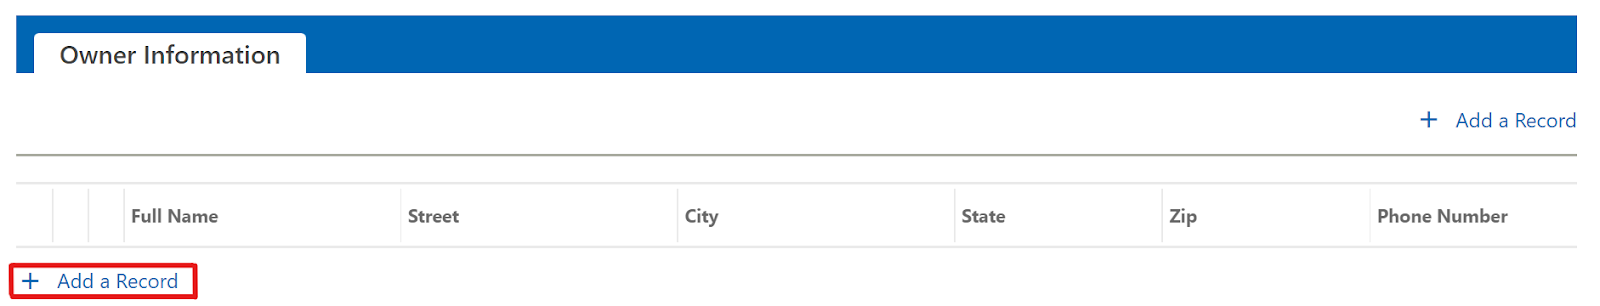 Owner Information
+ Add a Record
Full Name Street City State Zip Phone Number
+ Add a Record